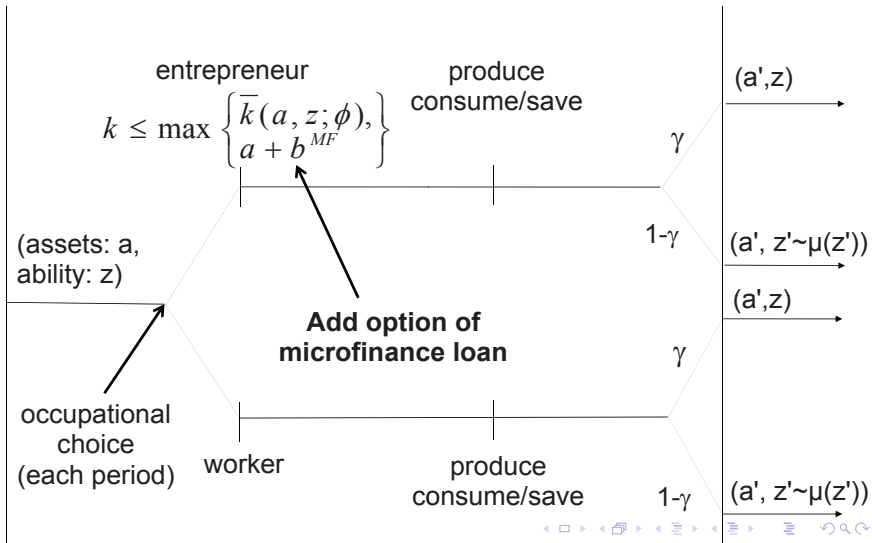 entrepreneur
k ≤ max { k̅(a, z; ϕ),
a + b^MF }
produce
consume/save
(a',z)
γ
1-γ
(a', z'~μ(z'))
(assets: a,
ability: z)
(a',z)
Add option of
microfinance loan
γ
occupational
choice
(each period)
worker
produce
consume/save
1-γ
(a', z'~μ(z'))